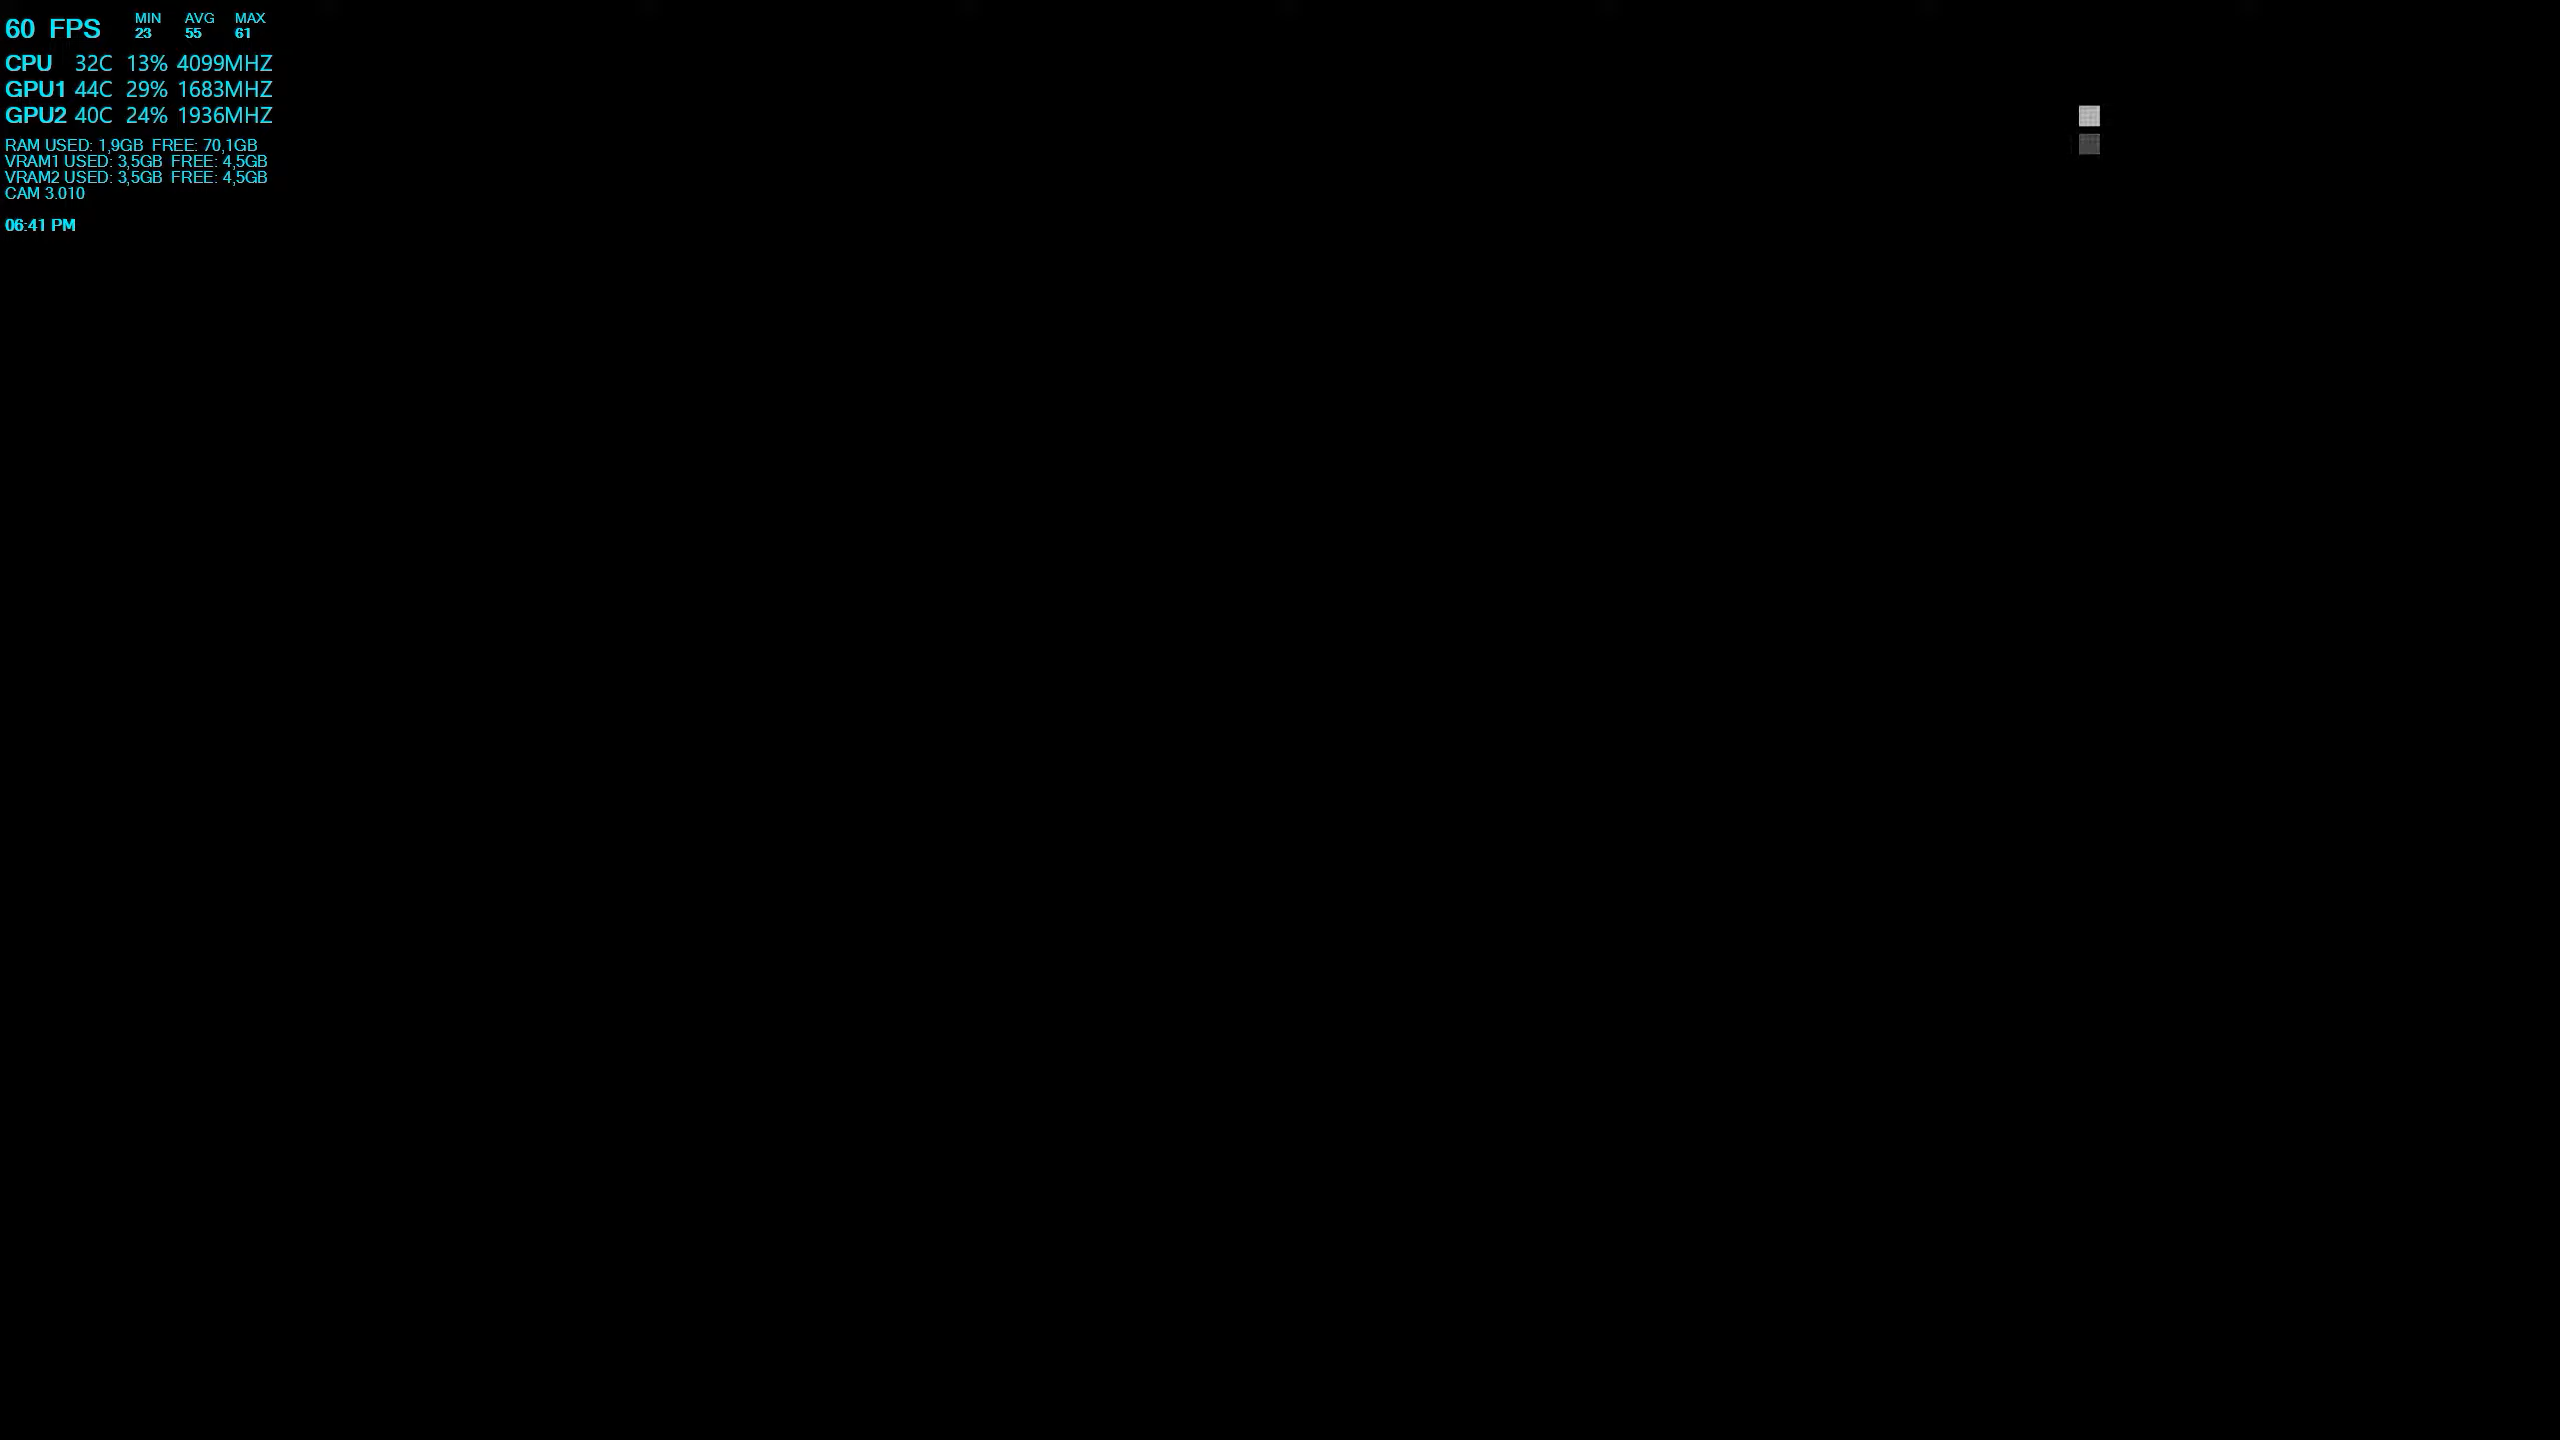 60 FPS MIN AVG MAX
23 55 61
CPU 32C 13% 4099MHZ
GPU1 44C 29% 1683MHZ
GPU2 40C 24% 1936MHZ
RAM USED: 1,9GB FREE: 70,1GB
VRAM1 USED: 3,5GB FREE: 4,5GB
VRAM2 USED: 3,5GB FREE: 4,5GB
CAM 3.010
06:41 PM